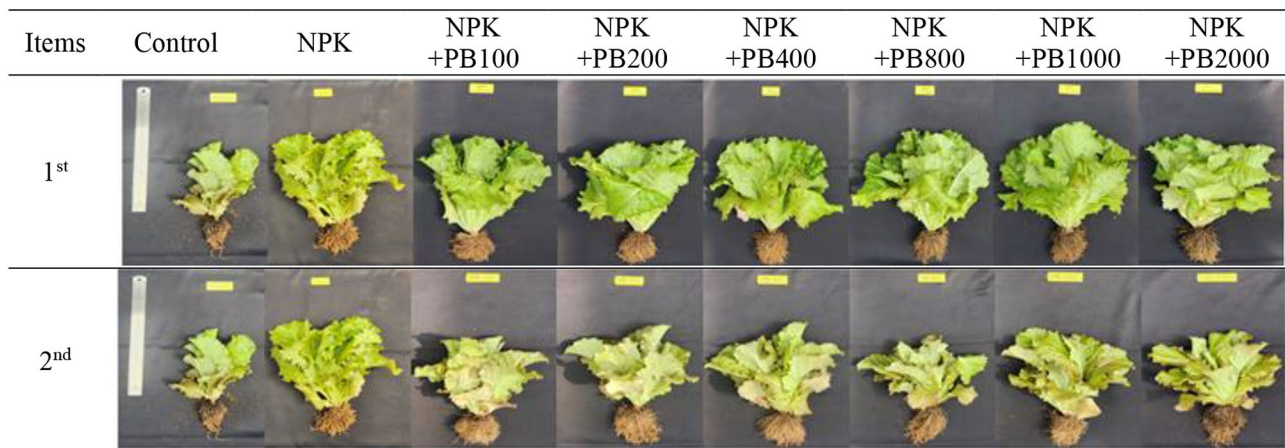 Items Control NPK NPK +PB100 NPK +PB200 NPK +PB400 NPK +PB800 NPK +PB1000 NPK +PB2000
1st
2nd